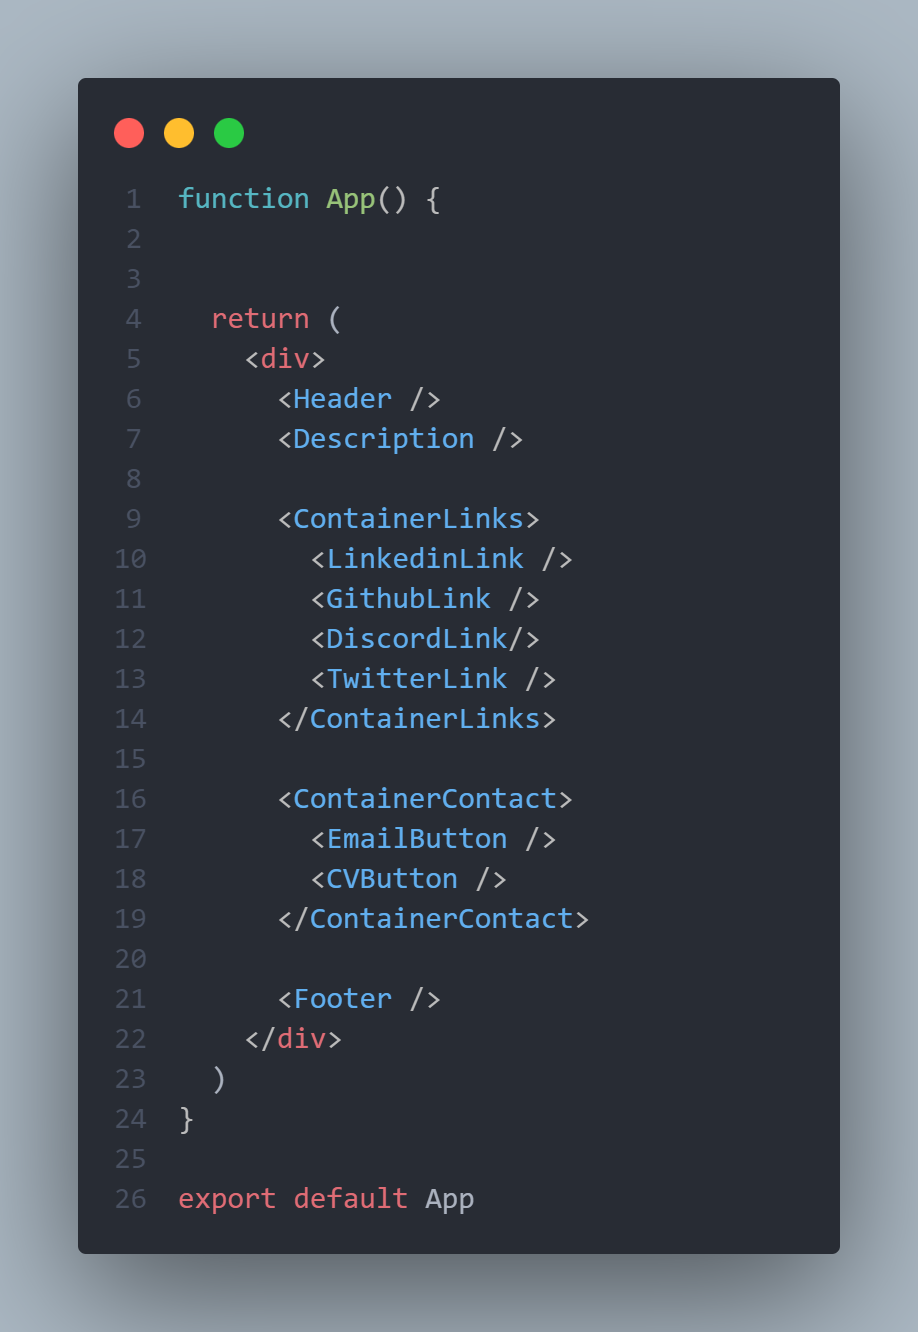 1 function App() {
2
3
4 return (
5 <div>
6 <Header />
7 <Description />
8
9 <ContainerLinks>
10 <LinkedinLink />
11 <GithubLink />
12 <DiscordLink/>
13 <TwitterLink />
14 </ContainerLinks>
15
16 <ContainerContact>
17 <EmailButton />
18 <CVButton />
19 </ContainerContact>
20
21 <Footer />
22 </div>
23 )
24 }
25
26 export default App